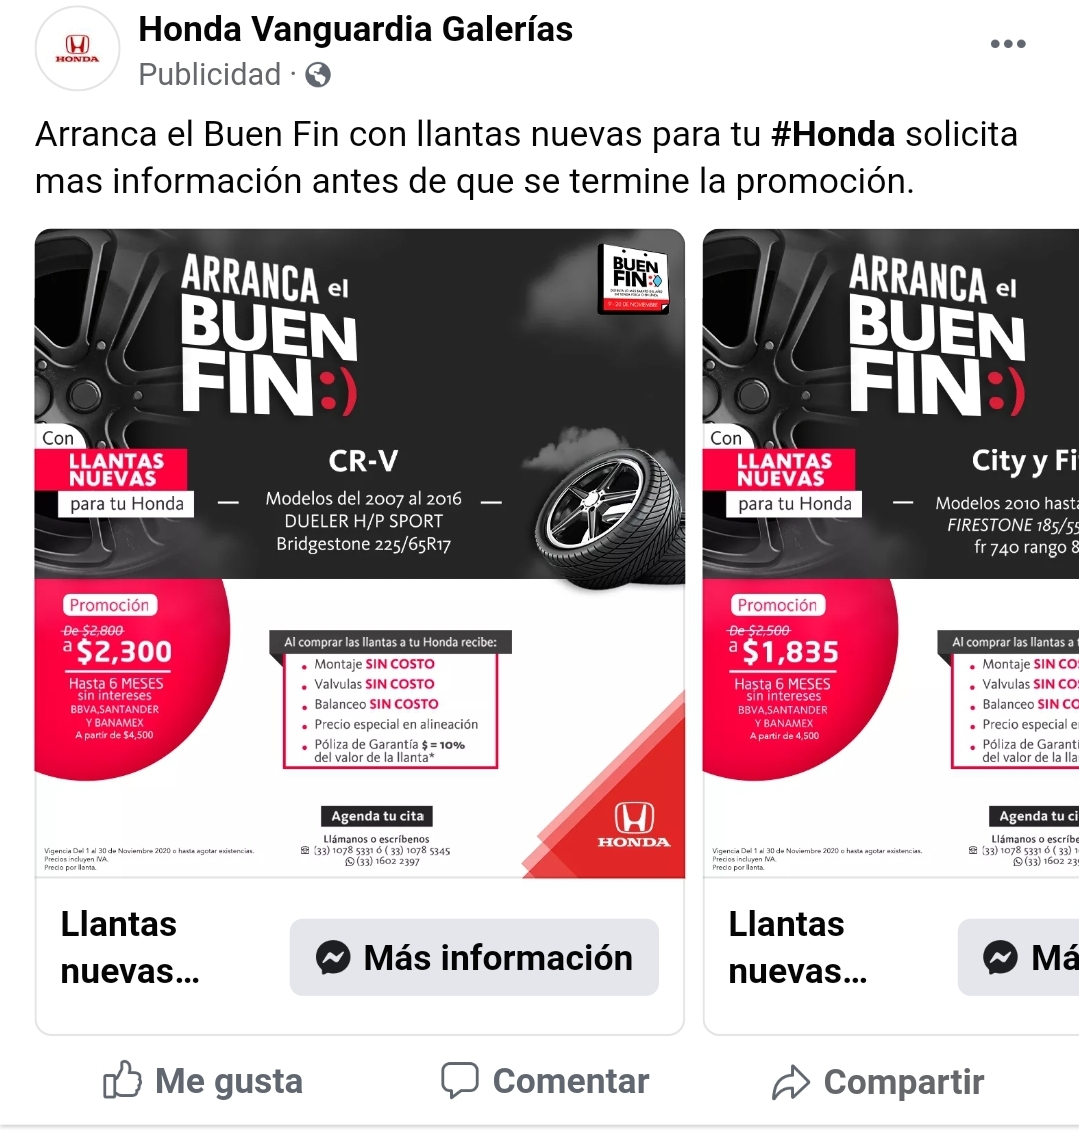 HONDA
Honda Vanguardia Galerías
Publicidad ·
Arranca el Buen Fin con llantas nuevas para tu #Honda solicita
mas información antes de que se termine la promoción.
ARRANCA el
BUEN
FIN:)
BUEN
FIN:
9 - 20 DE NOVIEMBRE
Con
LLANTAS
NUEVAS
para tu Honda
CR-V
Modelos del 2007 al 2016
DUELER H/P SPORT
Bridgestone 225/65R17
Promoción
De $2,800
a $2,300
Hasta 6 MESES
sin intereses
BBVA,SANTANDER
Y BANAMEX
A partir de $4,500
Al comprar las llantas a tu Honda recibe:
• Montaje SIN COSTO
• Valvulas SIN COSTO
• Balanceo SIN COSTO
• Precio especial en alineación
• Póliza de Garantía $ = 10%
del valor de la llanta*
Agenda tu cita
Llámanos o escríbenos
(33) 1078 5331 ó ( 33) 1078 5345
(33) 1602 2397
Vigencia Del 1 al 30 de Noviembre 2020 o hasta agotar existencias.
Precios incluyen IVA.
Precio por llanta.
HONDA
Llantas
nuevas...
Más información
ARRANCA el
BUEN
FIN:)
Con
LLANTAS
NUEVAS
para tu Honda
City y Fi
Modelos 2010 hasta
FIRESTONE 185/55
fr 740 rango 8
Promoción
De $2,500
a $1,835
Hasta 6 MESES
sin intereses
BBVA,SANTANDER
Y BANAMEX
A partir de 4,500
Al comprar las llantas a
• Montaje SIN CO
• Valvulas SIN CO
• Balanceo SIN C
• Precio especial e
• Póliza de Garantí
del valor de la lla
Agenda tu ci
Llámanos o escríbe
(33) 1078 5331 ó ( 33) 1
(33) 1602 23
Vigencia Del 1 al 30 de Noviembre 2020 o hasta agotar existencias.
Precios incluyen IVA.
Precio por llanta.
Llantas
nuevas...
Má
Me gusta
Comentar
Compartir